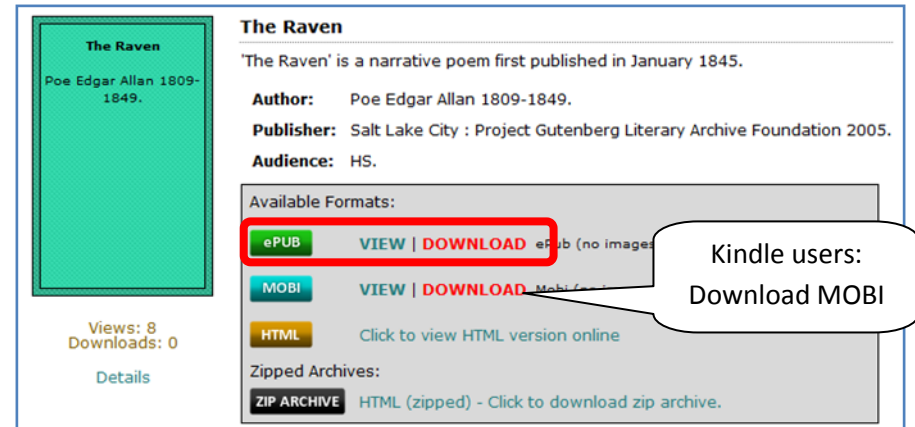 The Raven
Poe Edgar Allan 1809-
1849.
Views: 8
Downloads: 0
Details
The Raven
'The Raven' is a narrative poem first published in January 1845.
Author: Poe Edgar Allan 1809-1849.
Publisher: Salt Lake City : Project Gutenberg Literary Archive Foundation 2005.
Audience: HS.
Available Formats:
ePUB VIEW | DOWNLOAD ePub (no images
MOBI VIEW | DOWNLOAD Mobi (no
HTML Click to view HTML version online
Zipped Archives:
ZIP ARCHIVE HTML (zipped) - Click to download zip archive.
Kindle users:
Download MOBI